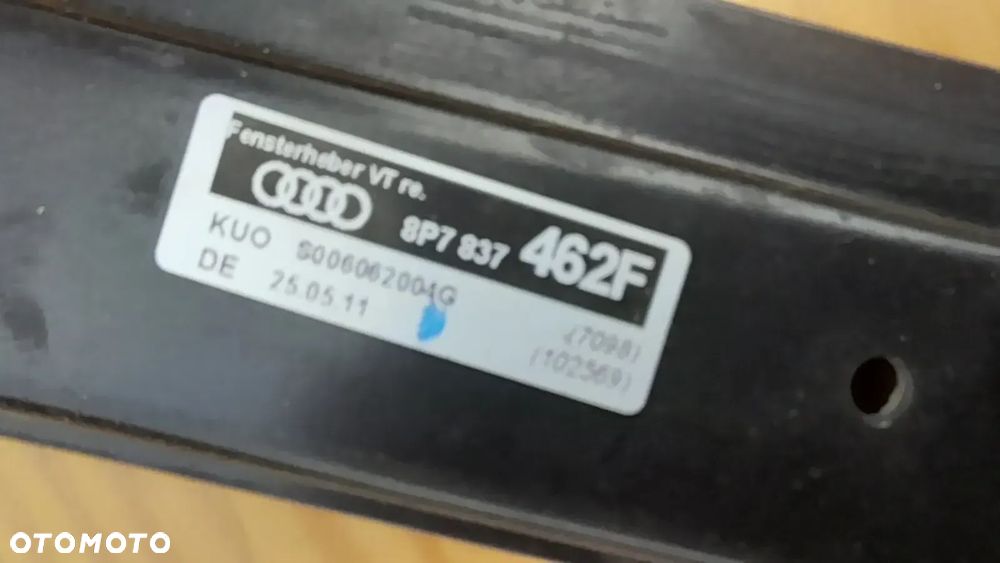 Fensterheber VT re.
8P7 837 462F
KUO S006062004G
DE 25.05.11
(7098)
(102569)
OTOMOTO